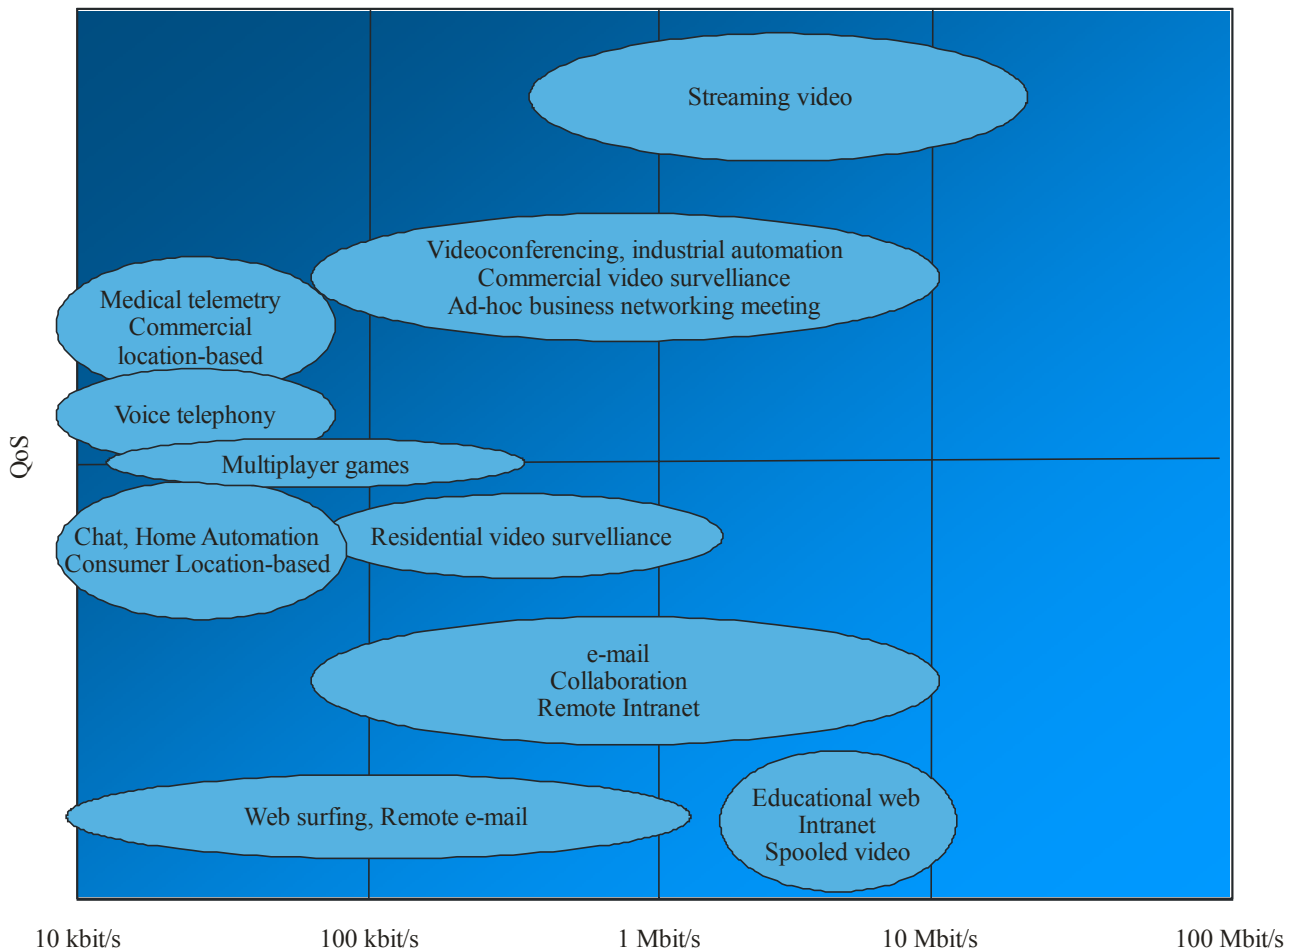 Streaming video
Videoconferencing, industrial automation
Commercial video survelliance
Ad-hoc business networking meeting
Medical telemetry
Commercial
location-based
Voice telephony
QoS
Multiplayer games
Chat, Home Automation
Consumer Location-based
Residential video survelliance
e-mail
Collaboration
Remote Intranet
Web surfing, Remote e-mail
Educational web
Intranet
Spooled video
10 kbit/s
100 kbit/s
1 Mbit/s
10 Mbit/s
100 Mbit/s